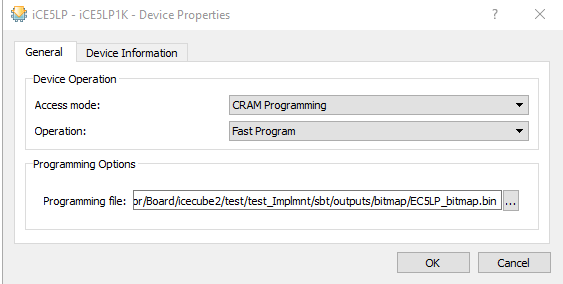 iCE5LP - iCE5LP1K - Device Properties
General
Device Information
Device Operation
Access mode:
CRAM Programming
Operation:
Fast Program
Programming Options
Programming file:
or/Board/icecube2/test/test_Implmnt/sbt/outputs/bitmap/EC5LP_bitmap.bin
...
OK
Cancel